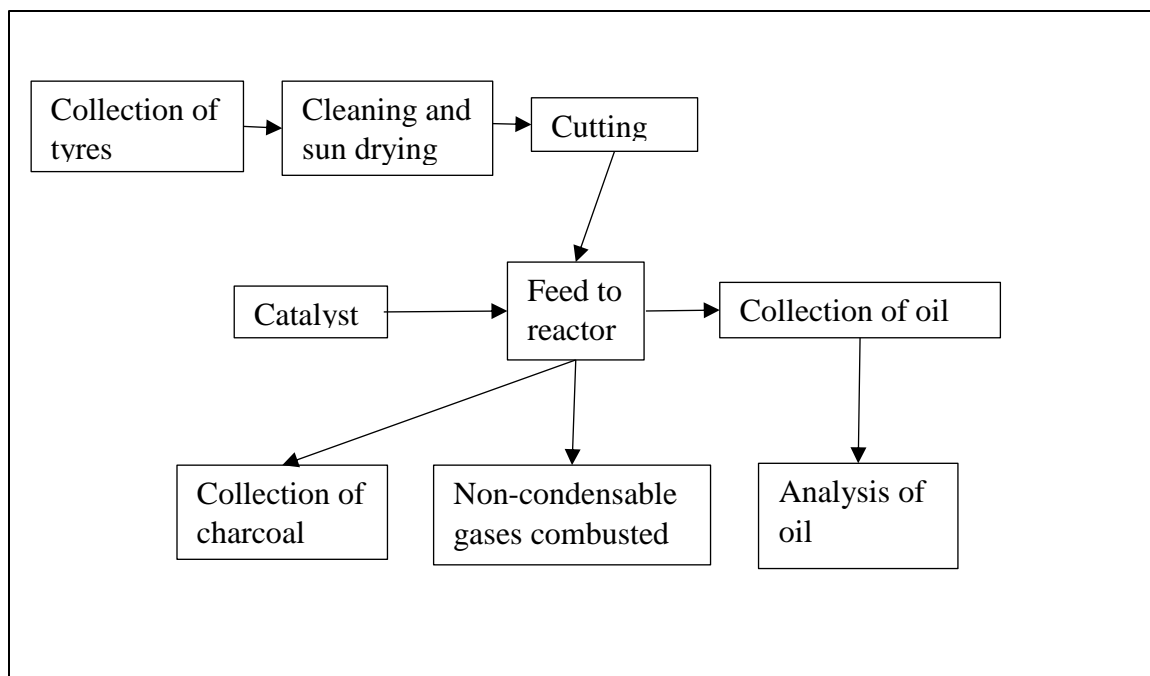 Collection of
tyres
Cleaning and
sun drying
Cutting
Catalyst
Feed to
reactor
Collection of oil
Collection of
charcoal
Non-condensable
gases combusted
Analysis of
oil